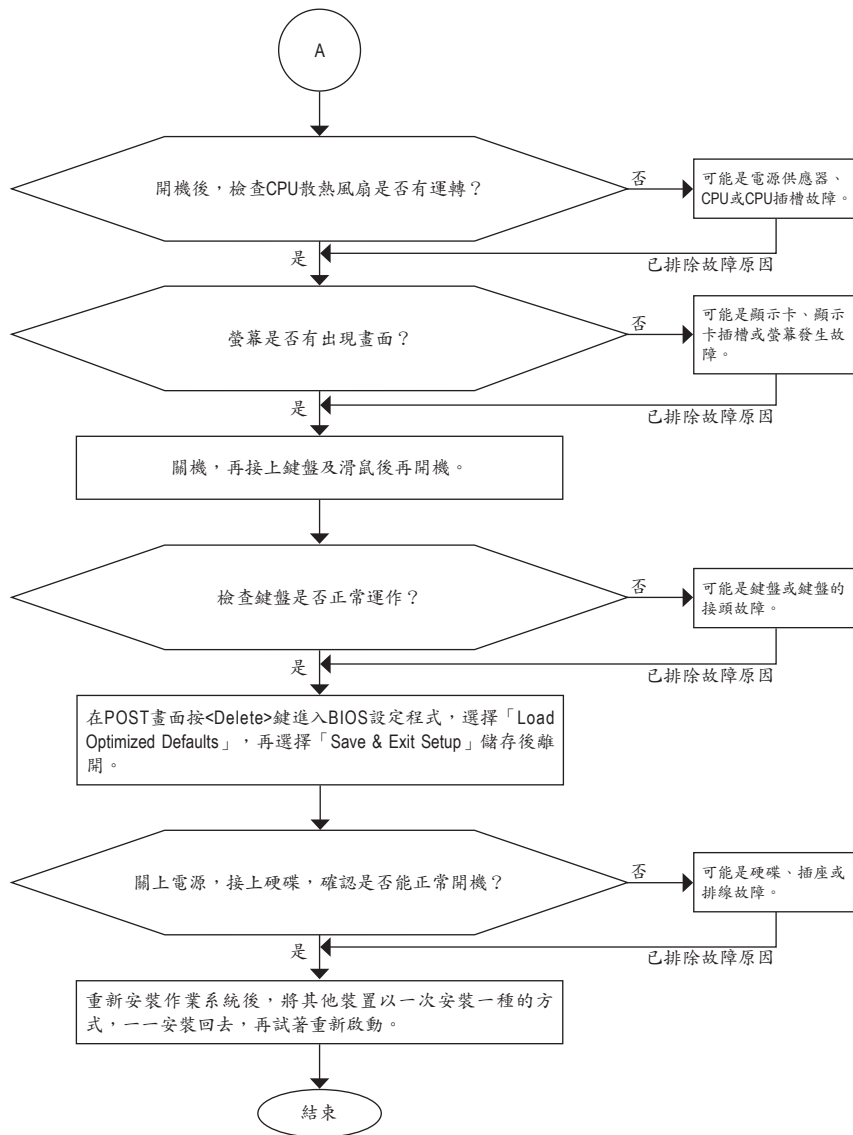 A
開機後，檢查CPU散熱風扇是否有運轉？
否
可能是電源供應器、
CPU或CPU插槽故障。
是
已排除故障原因
螢幕是否有出現畫面？
否
可能是顯示卡、顯示
卡插槽或螢幕發生故
障。
是
已排除故障原因
關機，再接上鍵盤及滑鼠後再開機。
檢查鍵盤是否正常運作？
否
可能是鍵盤或鍵盤的
接頭故障。
是
已排除故障原因
在POST畫面按<Delete>鍵進入BIOS設定程式，選擇「Load
Optimized Defaults」，再選擇「Save & Exit Setup」儲存後離
開。
關上電源，接上硬碟，確認是否能正常開機？
否
可能是硬碟、插座或
排線故障。
是
已排除故障原因
重新安裝作業系統後，將其他裝置以一次安裝一種的方
式，一一安裝回去，再試著重新啟動。
結束